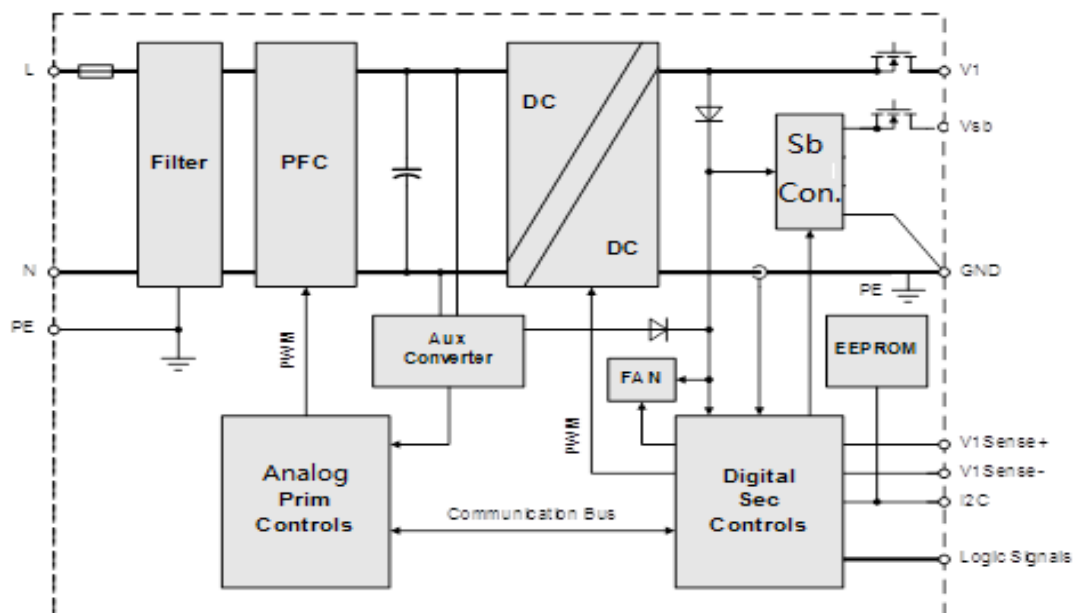 L
Filter
PFC
DC
DC
V1
Vsb
Sb
Con.
N
GND
PE
PE
PWM
Aux
Converter
EEPROM
FAN
PWM
Analog
Prim
Controls
Communication Bus
Digital
Sec
Controls
V1Sense+
V1Sense-
I2C
Logic Signals